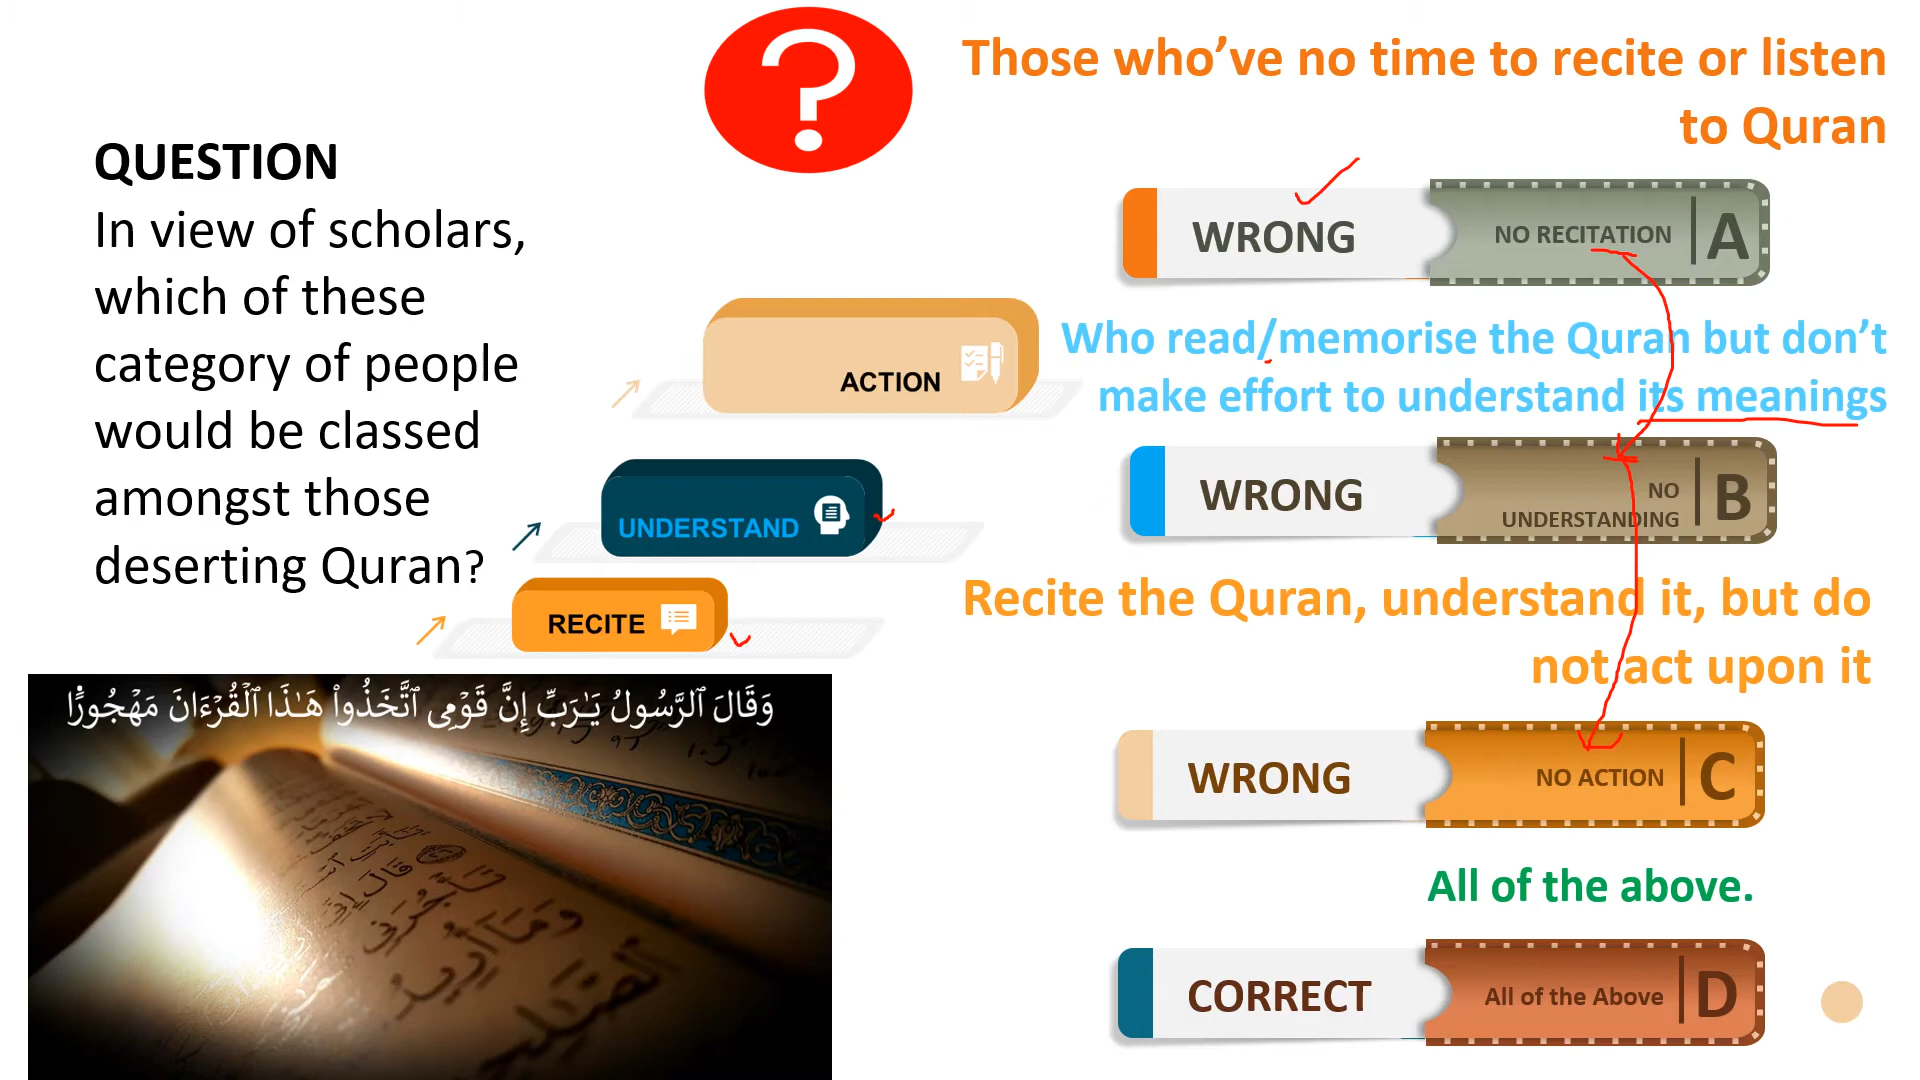 ?
QUESTION
In view of scholars,
which of these
category of people
would be classed
amongst those
deserting Quran?
ACTION
UNDERSTAND
RECITE
وَقَالَ ٱلرَّسُولُ يَـٰرَبِّ إِنَّ قَوْمِى ٱتَّخَذُوا۟ هَـٰذَا ٱلْقُرْءَانَ مَهْجُورًۭا
Those who’ve no time to recite or listen
to Quran
WRONG
NO RECITATION
A
Who read/memorise the Quran but don’t
make effort to understand its meanings
WRONG
NO
UNDERSTANDING
B
Recite the Quran, understand it, but do
not act upon it
WRONG
NO ACTION
C
All of the above.
CORRECT
All of the Above
D